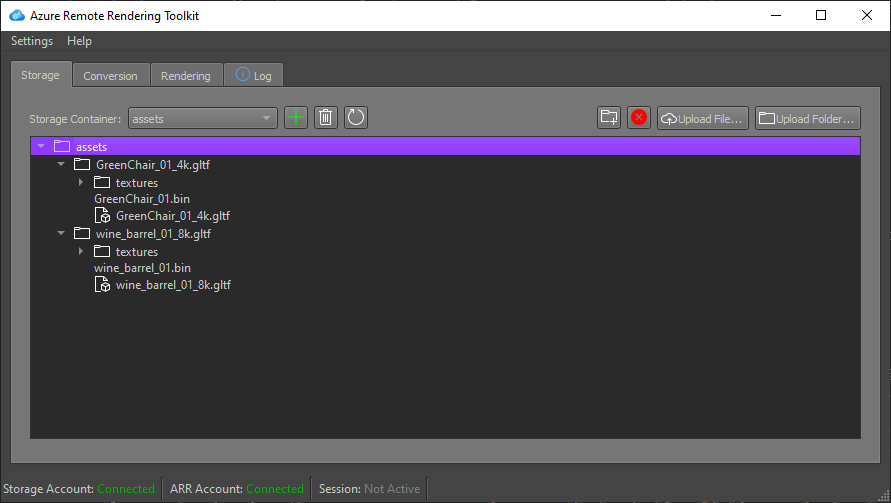 Azure Remote Rendering Toolkit
Settings Help
Storage Conversion Rendering Log
Storage Container: assets Upload File... Upload Folder...
assets
GreenChair_01_4k.gltf
textures
GreenChair_01.bin
GreenChair_01_4k.gltf
wine_barrel_01_8k.gltf
textures
wine_barrel_01.bin
wine_barrel_01_8k.gltf
Storage Account: Connected ARR Account: Connected Session: Not Active